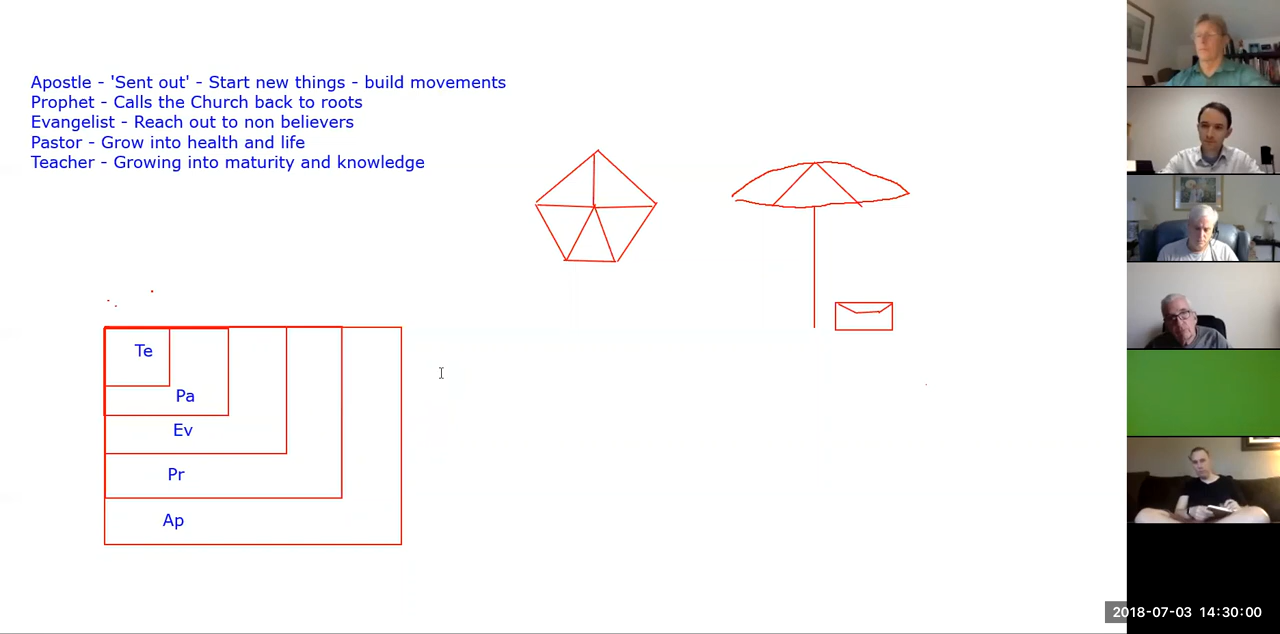 Apostle - 'Sent out' - Start new things - build movements
Prophet - Calls the Church back to roots
Evangelist - Reach out to non believers
Pastor - Grow into health and life
Teacher - Growing into maturity and knowledge
Te
Pa
Ev
Pr
Ap
2018-07-03 14:30:00